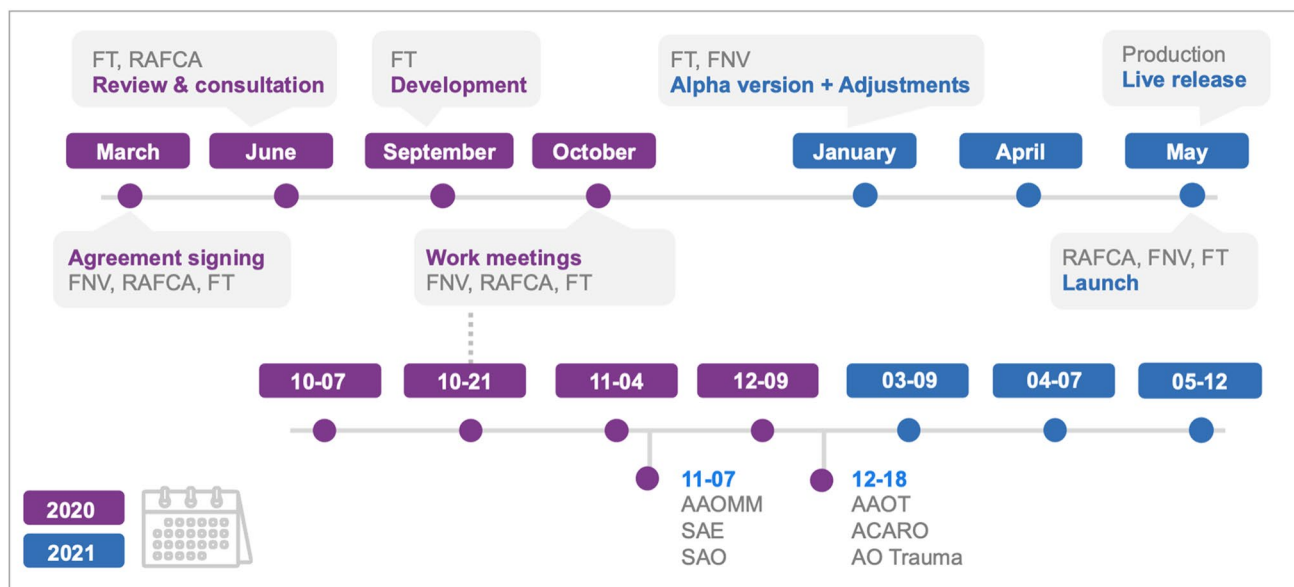 FT, RAFCA
Review & consultation
FT
Development
FT, FNV
Alpha version + Adjustments
Production
Live release
March
June
September
October
January
April
May
Agreement signing
FNV, RAFCA, FT
Work meetings
FNV, RAFCA, FT
RAFCA, FNV, FT
Launch
10-07
10-21
11-04
12-09
03-09
04-07
05-12
11-07
AAOMM
SAE
SAO
12-18
AAOT
ACARO
AO Trauma
2020
2021